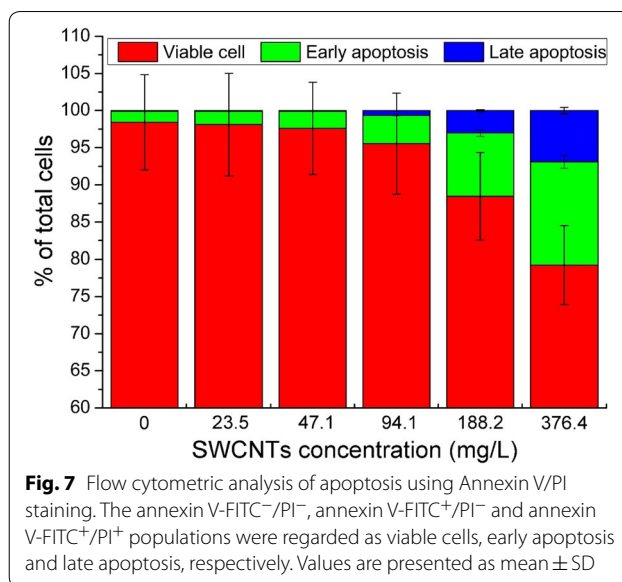 110
105
100
95
90
85
80
75
70
65
60
% of total cells
Viable cell Early apoptosis Late apoptosis
0 23.5 47.1 94.1 188.2 376.4
SWCNTs concentration (mg/L)
Fig. 7 Flow cytometric analysis of apoptosis using Annexin V/PI
staining. The annexin V-FITC⁻/PI⁻, annexin V-FITC⁺/PI⁻ and annexin
V-FITC⁺/PI⁺ populations were regarded as viable cells, early apoptosis
and late apoptosis, respectively. Values are presented as mean ± SD